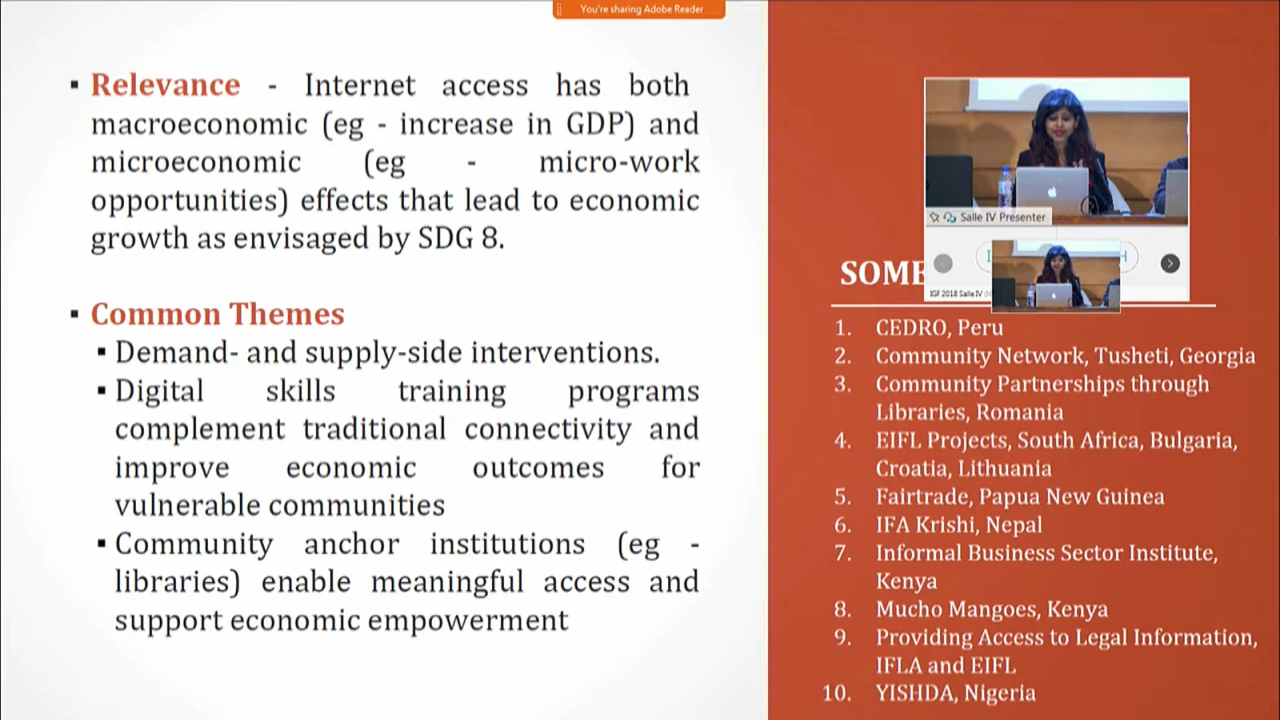 You're sharing Adobe Reader
▪ Relevance - Internet access has both
macroeconomic (eg - increase in GDP) and
microeconomic (eg - micro-work
opportunities) effects that lead to economic
growth as envisaged by SDG 8.
▪ Common Themes
▪ Demand- and supply-side interventions.
▪ Digital skills training programs
complement traditional connectivity and
improve economic outcomes for
vulnerable communities
▪ Community anchor institutions (eg -
libraries) enable meaningful access and
support economic empowerment
Salle IV Presenter
IGF 2018 Salle IV
SOME
1. CEDRO, Peru
2. Community Network, Tusheti, Georgia
3. Community Partnerships through
Libraries, Romania
4. EIFL Projects, South Africa, Bulgaria,
Croatia, Lithuania
5. Fairtrade, Papua New Guinea
6. IFA Krishi, Nepal
7. Informal Business Sector Institute,
Kenya
8. Mucho Mangoes, Kenya
9. Providing Access to Legal Information,
IFLA and EIFL
10. YISHDA, Nigeria